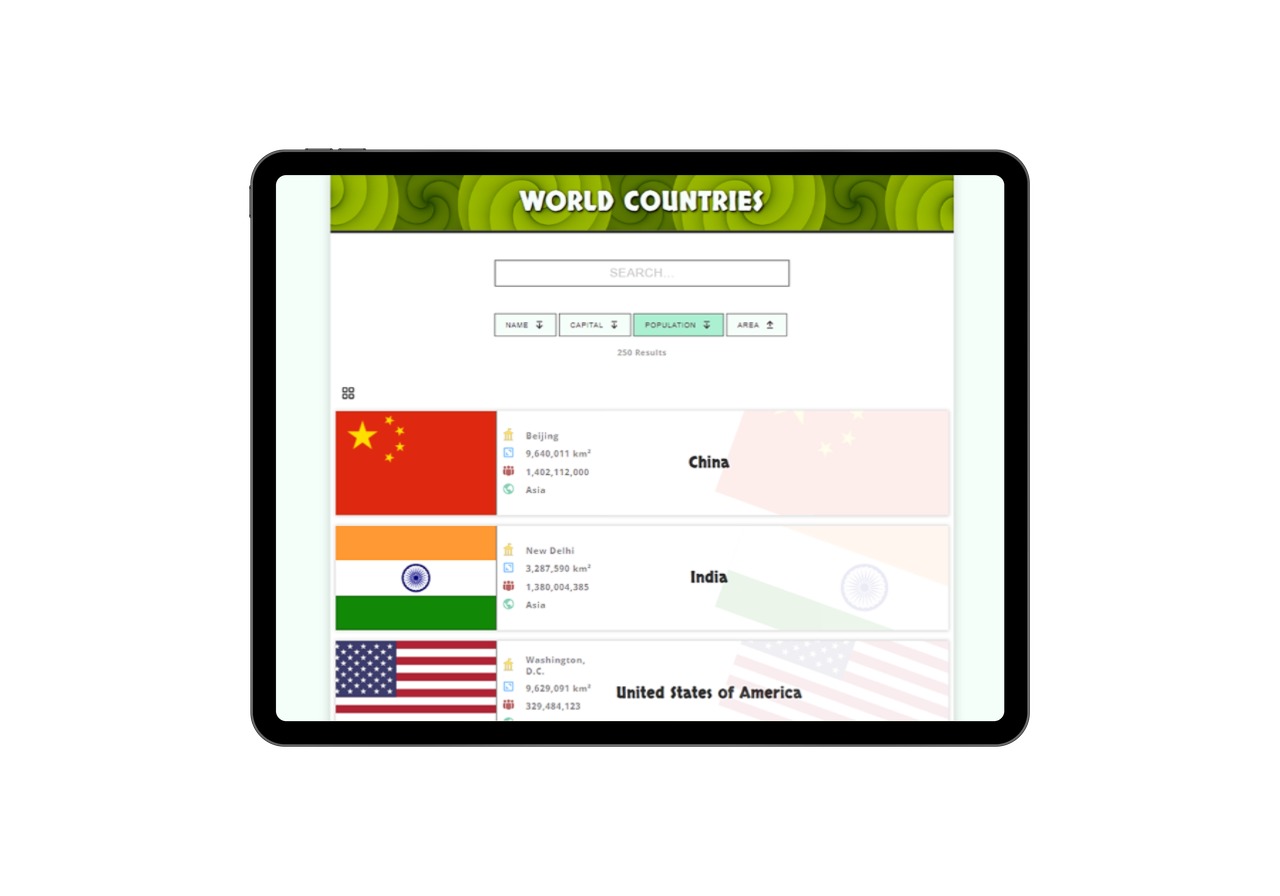 WORLD COUNTRIES
SEARCH...
NAME CAPITAL POPULATION AREA
250 Results
Beijing
9,640,011 km²
1,402,112,000
Asia
China
New Delhi
3,287,590 km²
1,380,004,385
Asia
India
Washington,
D.C.
9,629,091 km²
329,484,123
United States of America